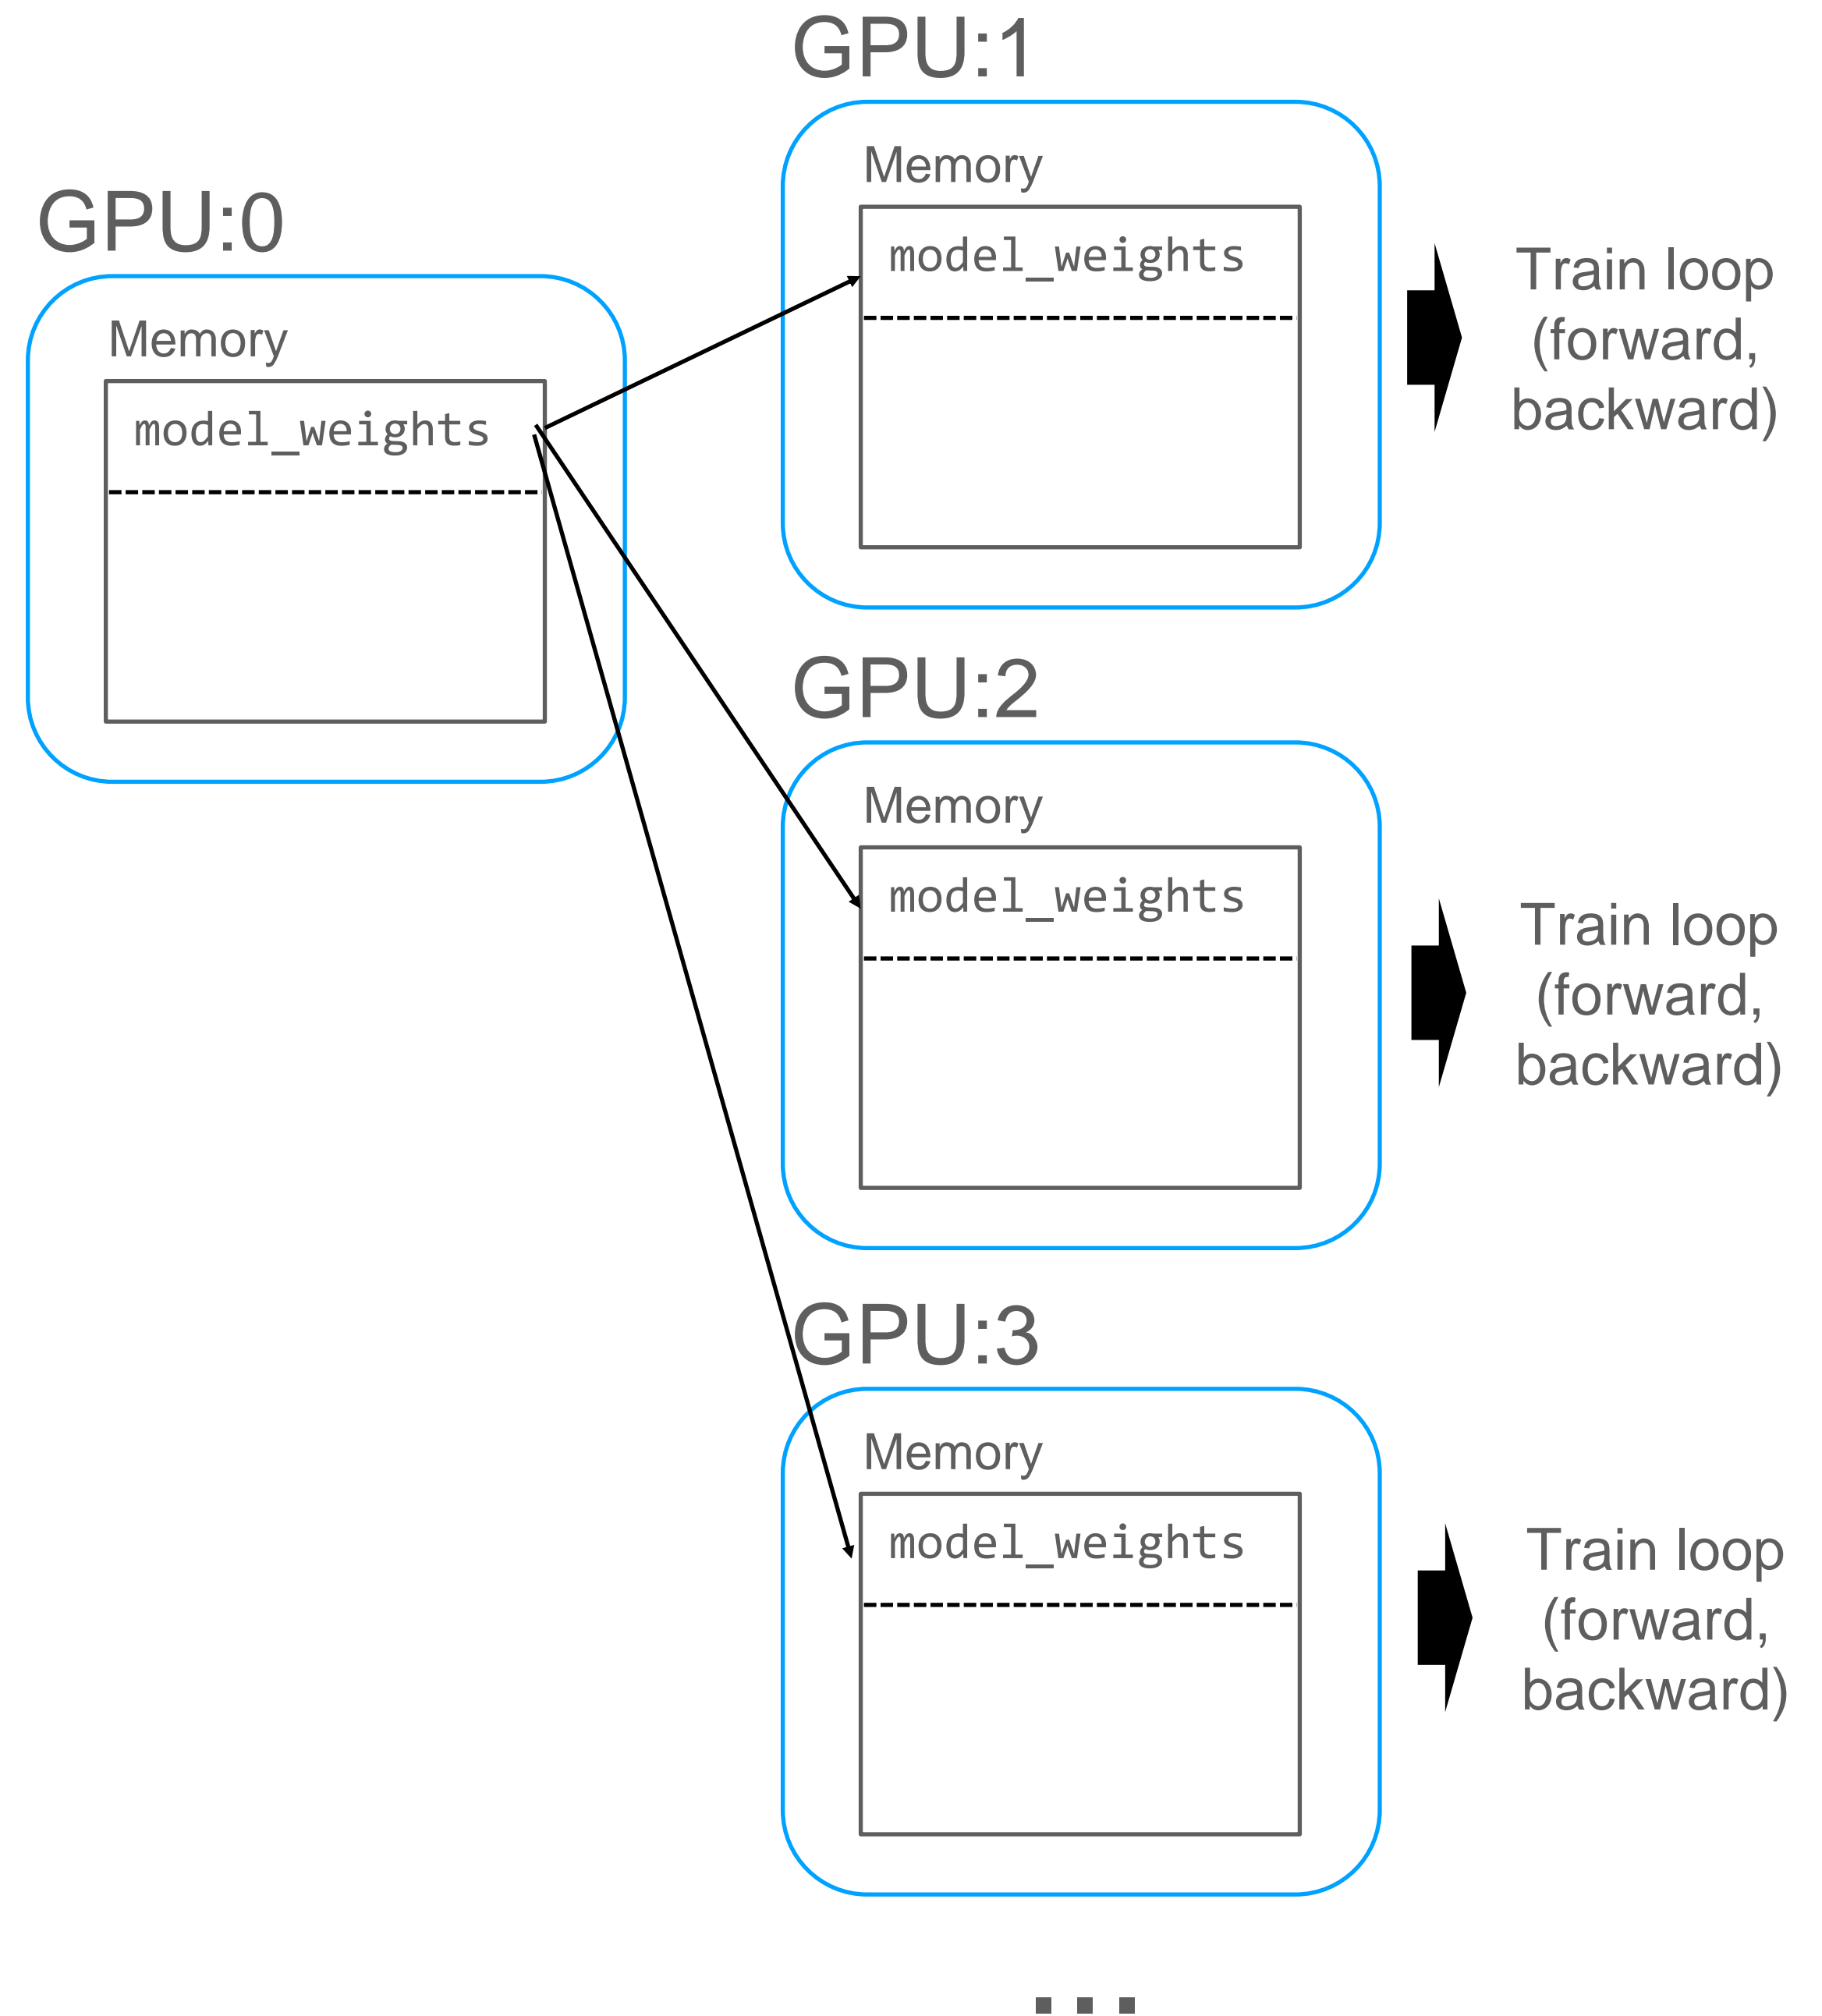 GPU:0
Memory
model_weights
GPU:1
Memory
model_weights
Train loop
(forward,
backward)
GPU:2
Memory
model_weights
Train loop
(forward,
backward)
GPU:3
Memory
model_weights
Train loop
(forward,
backward)
...